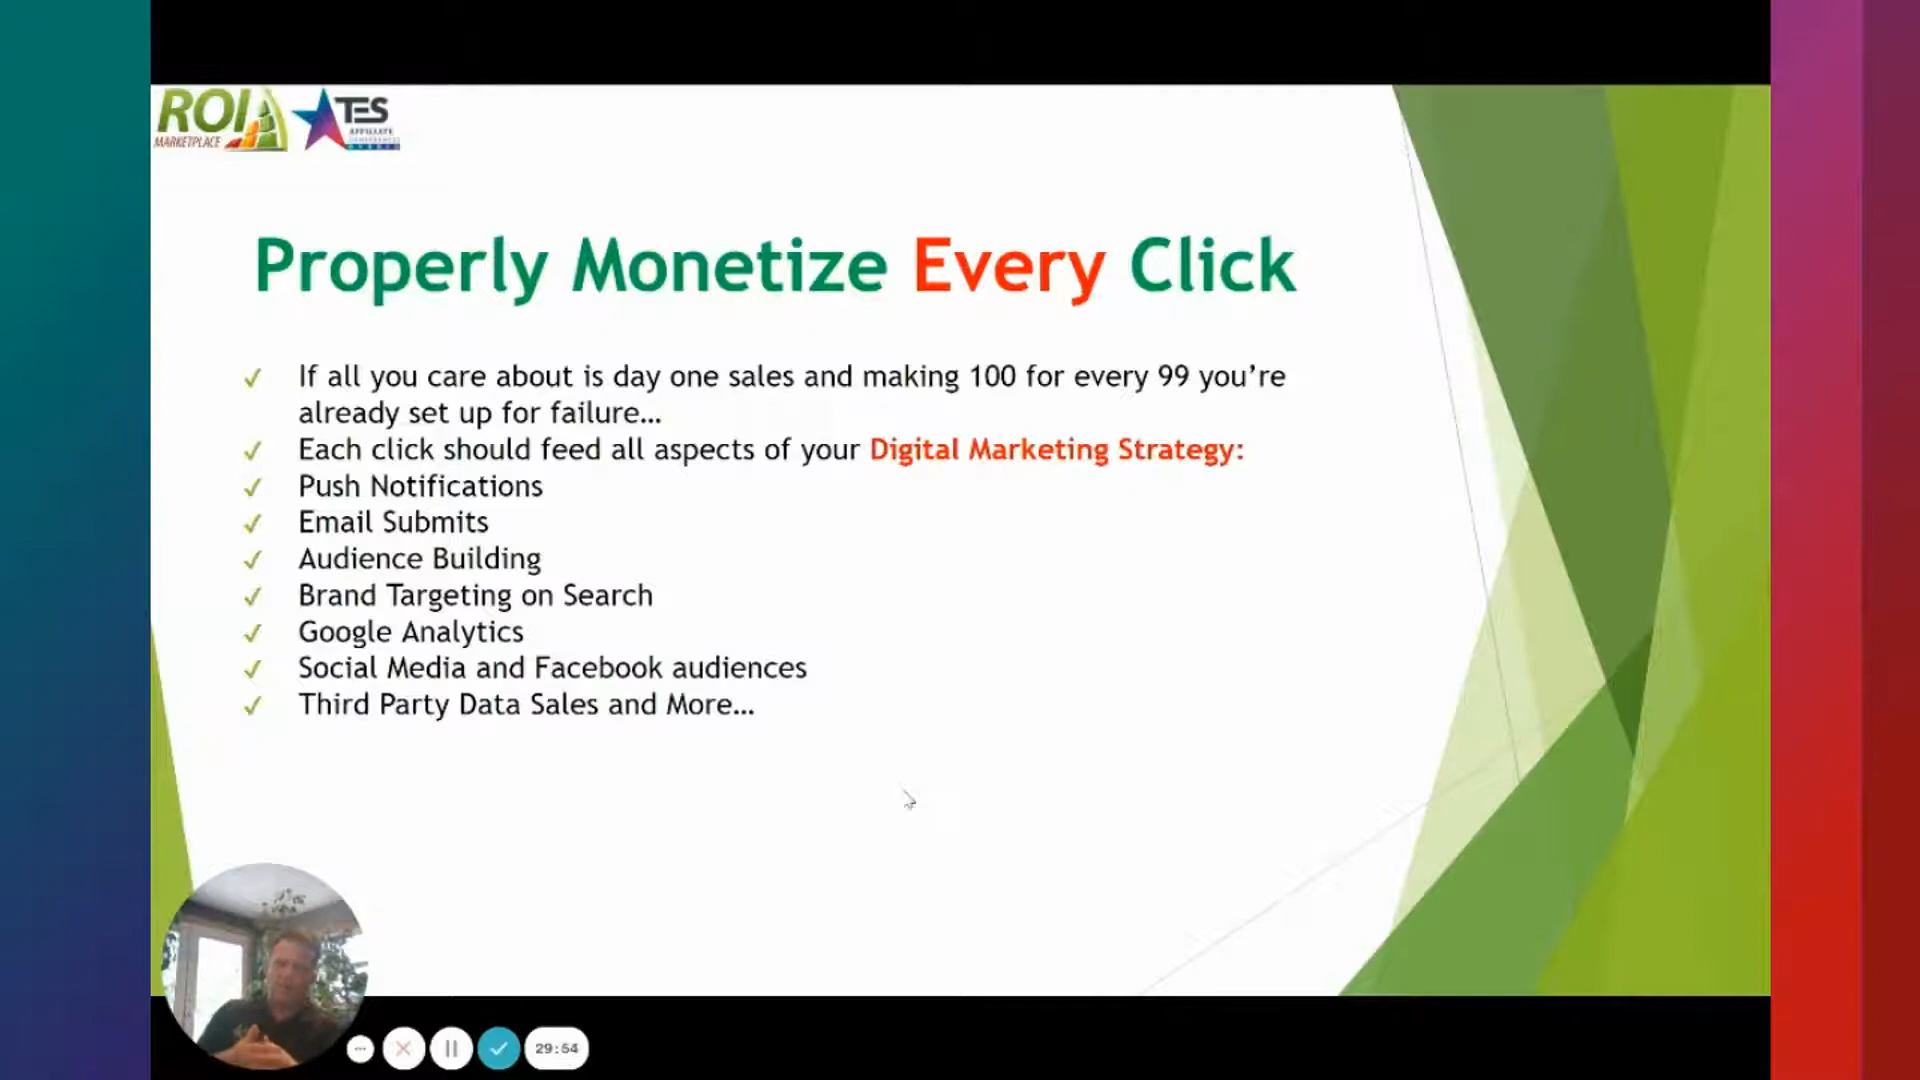 ROI
MARKETPLACE
TES
AFFILIATE
Properly Monetize Every Click
✓ If all you care about is day one sales and making 100 for every 99 you’re
already set up for failure…
✓ Each click should feed all aspects of your Digital Marketing Strategy:
✓ Push Notifications
✓ Email Submits
✓ Audience Building
✓ Brand Targeting on Search
✓ Google Analytics
✓ Social Media and Facebook audiences
✓ Third Party Data Sales and More…
29:54